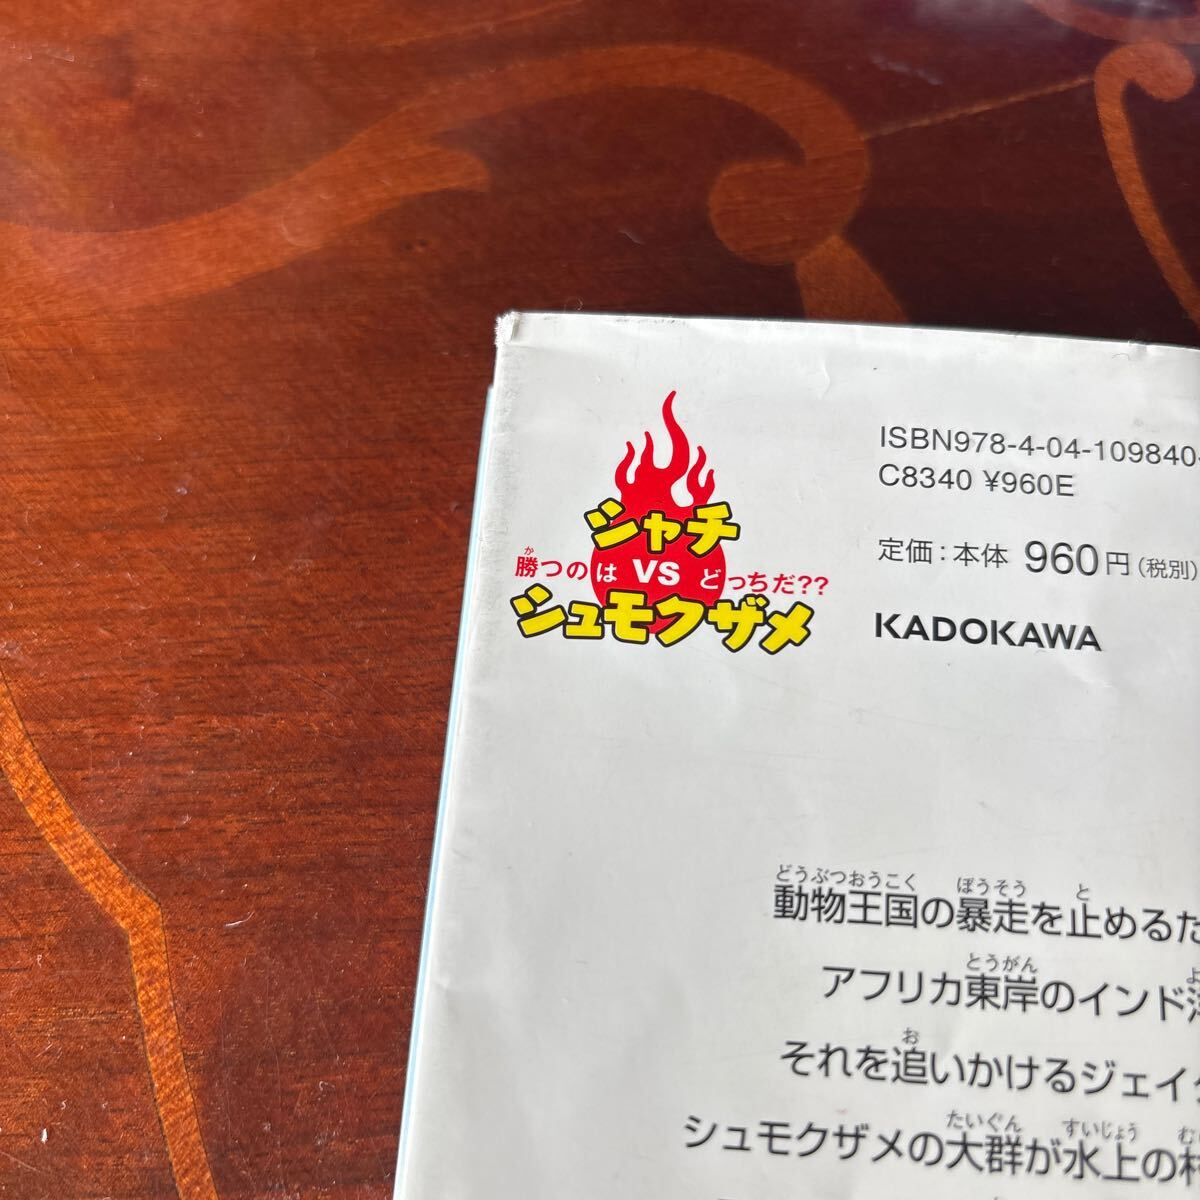 シャチ
勝つのは VS どっちだ??
シュモクザメ
ISBN978-4-04-109840-
C8340 ¥960E
定価:本体 960円(税別)
KADOKAWA
動物王国の暴走を止めるた
アフリカ東岸のインド
それを追いかけるジェイ
シュモクザメの大群が水上の